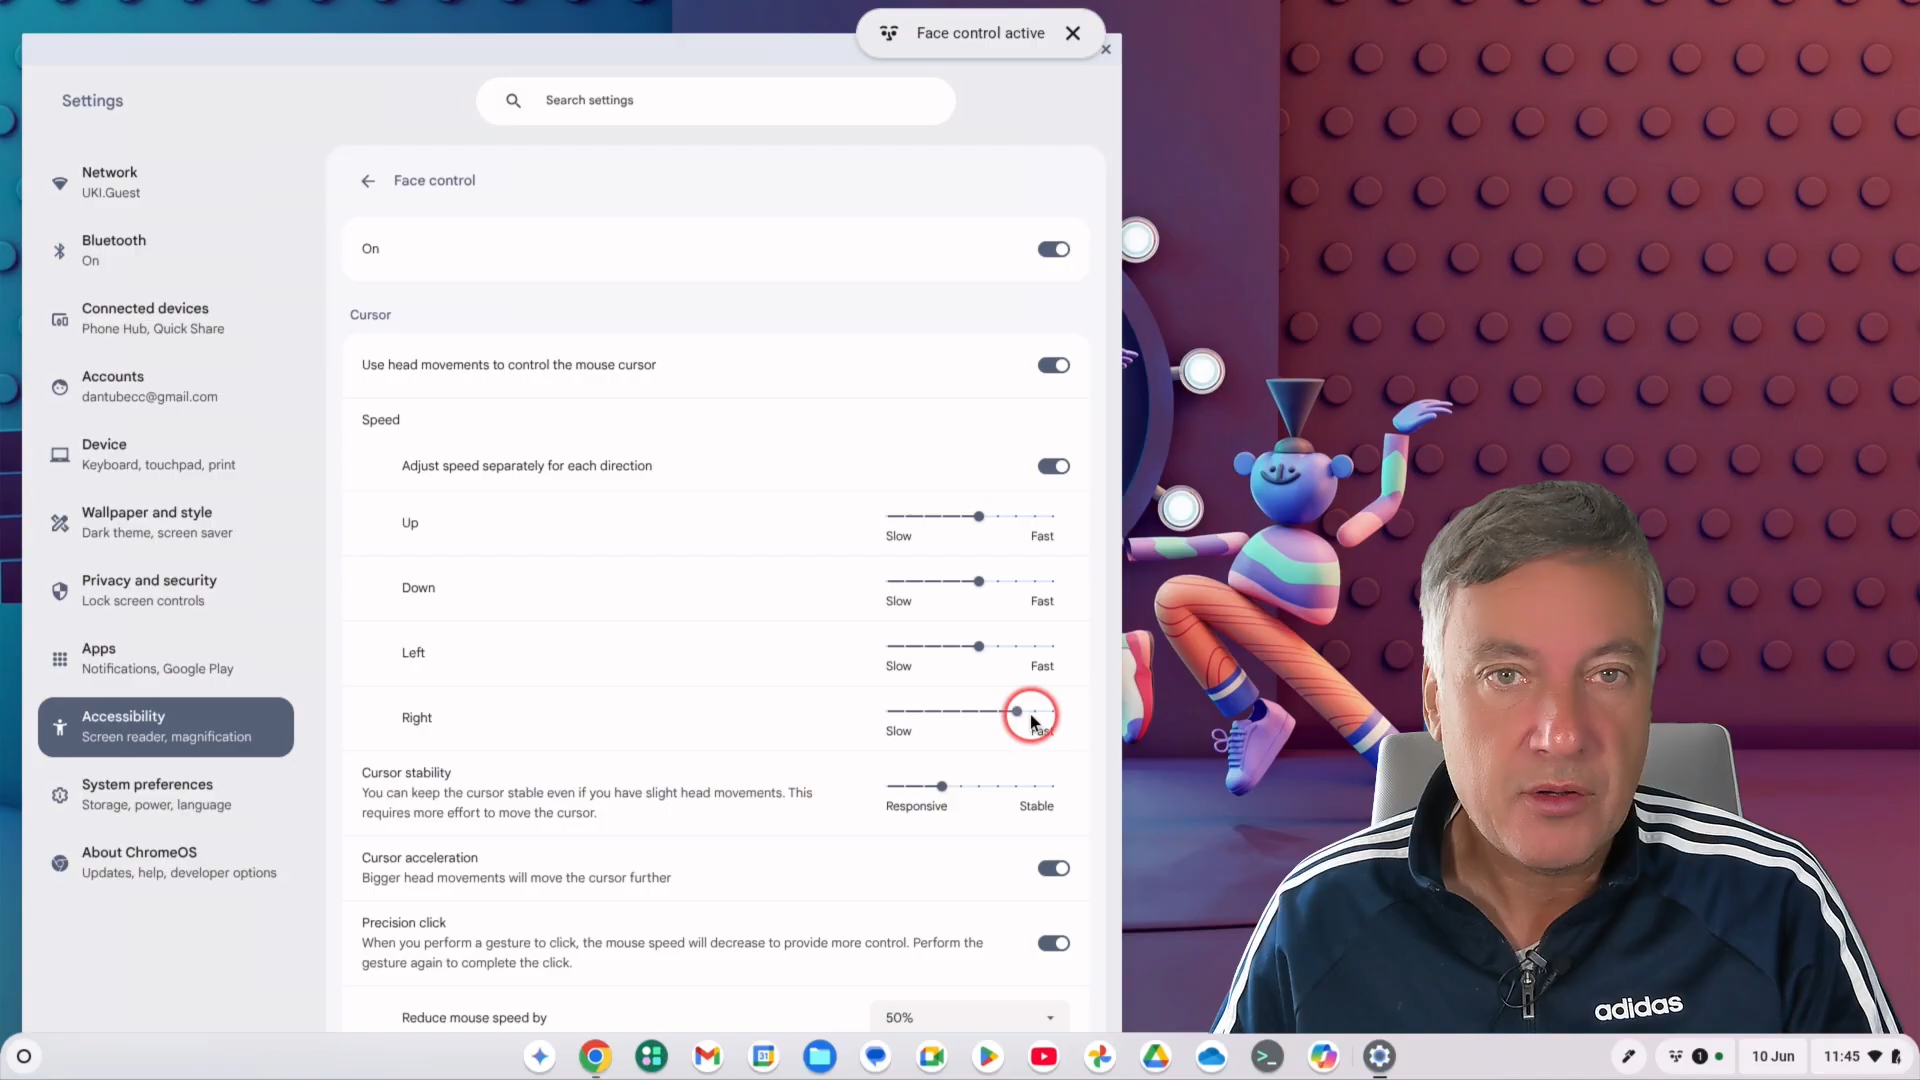 Face control active
Settings
Search settings
Network
UKI.Guest
Bluetooth
On
Connected devices
Phone Hub, Quick Share
Accounts
dantubecc@gmail.com
Device
Keyboard, touchpad, print
Wallpaper and style
Dark theme, screen saver
Privacy and security
Lock screen controls
Apps
Notifications, Google Play
Accessibility
Screen reader, magnification
System preferences
Storage, power, language
About ChromeOS
Updates, help, developer options
Face control
On
Cursor
Use head movements to control the mouse cursor
Speed
Adjust speed separately for each direction
Up
Slow Fast
Down
Slow Fast
Left
Slow Fast
Right
Slow Fast
Cursor stability
You can keep the cursor stable even if you have slight head movements. This
requires more effort to move the cursor.
Responsive Stable
Cursor acceleration
Bigger head movements will move the cursor further
Precision click
When you perform a gesture to click, the mouse speed will decrease to provide more control. Perform the
gesture again to complete the click.
Reduce mouse speed by
50%
adidas
31
1
10 Jun
11:45